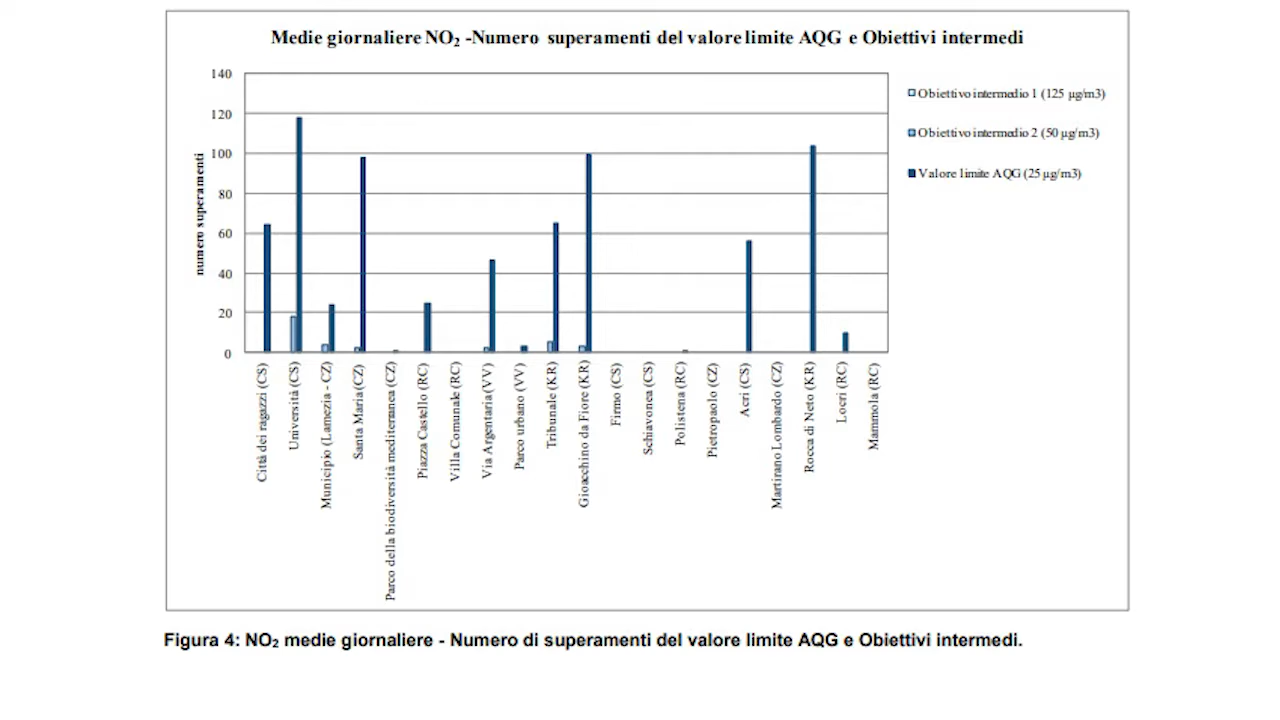 Medie giornaliere NO₂ -Numero superamenti del valore limite AQG e Obiettivi intermedi
140
120
100
80
60
40
20
0
numero superamenti
Obiettivo intermedio 1 (125 µg/m3)
Obiettivo intermedio 2 (50 µg/m3)
Valore limite AQG (25 µg/m3)
Città dei ragazzi (CS)
Università (CS)
Municipio (Lamezia - CZ)
Santa Maria (CZ)
Parco della biodiversità mediterranea (CZ)
Piazza Castello (RC)
Villa Comunale (RC)
Via Argentaria (VV)
Parco urbano (VV)
Tribunale (KR)
Gioacchino da Fiore (KR)
Firmo (CS)
Schiavonea (CS)
Polistena (RC)
Pietropaolo (CZ)
Acri (CS)
Martirano Lombardo (CZ)
Rocca di Neto (KR)
Locri (RC)
Mammola (RC)
Figura 4: NO₂ medie giornaliere - Numero di superamenti del valore limite AQG e Obiettivi intermedi.